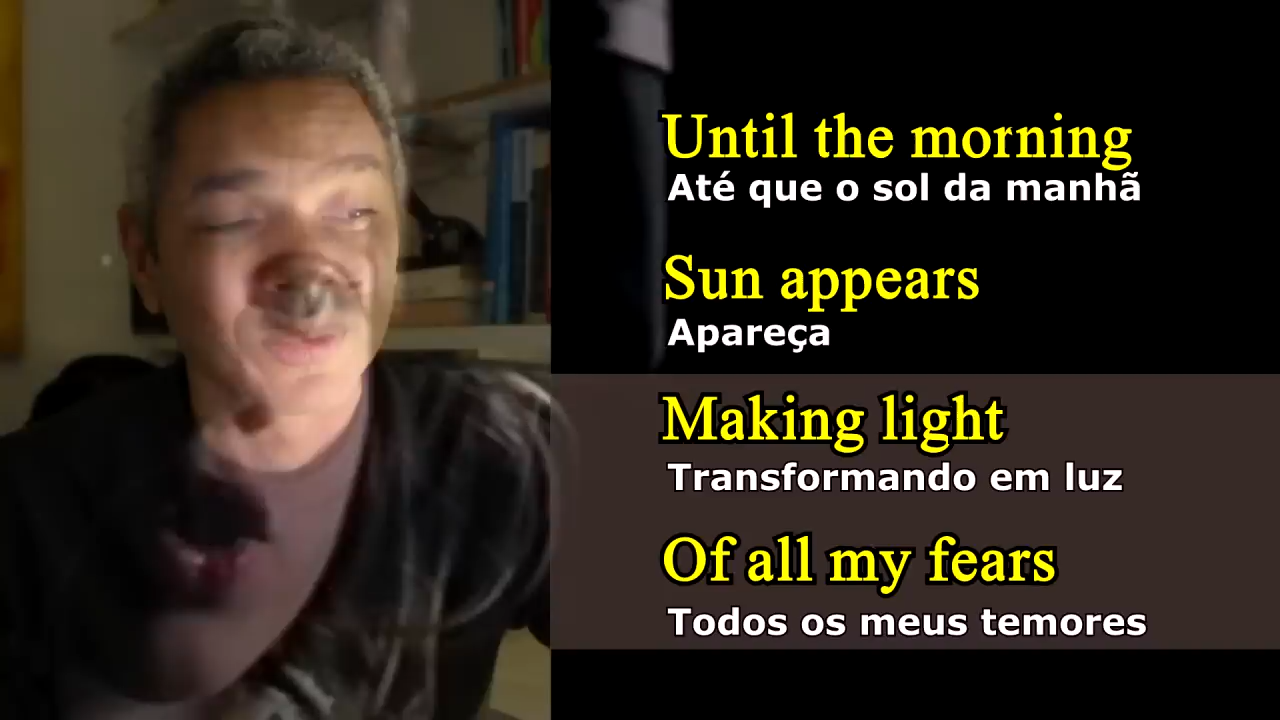 Until the morning
Até que o sol da manhã
Sun appears
Apareça
Making light
Transformando em luz
Of all my fears
Todos os meus temores